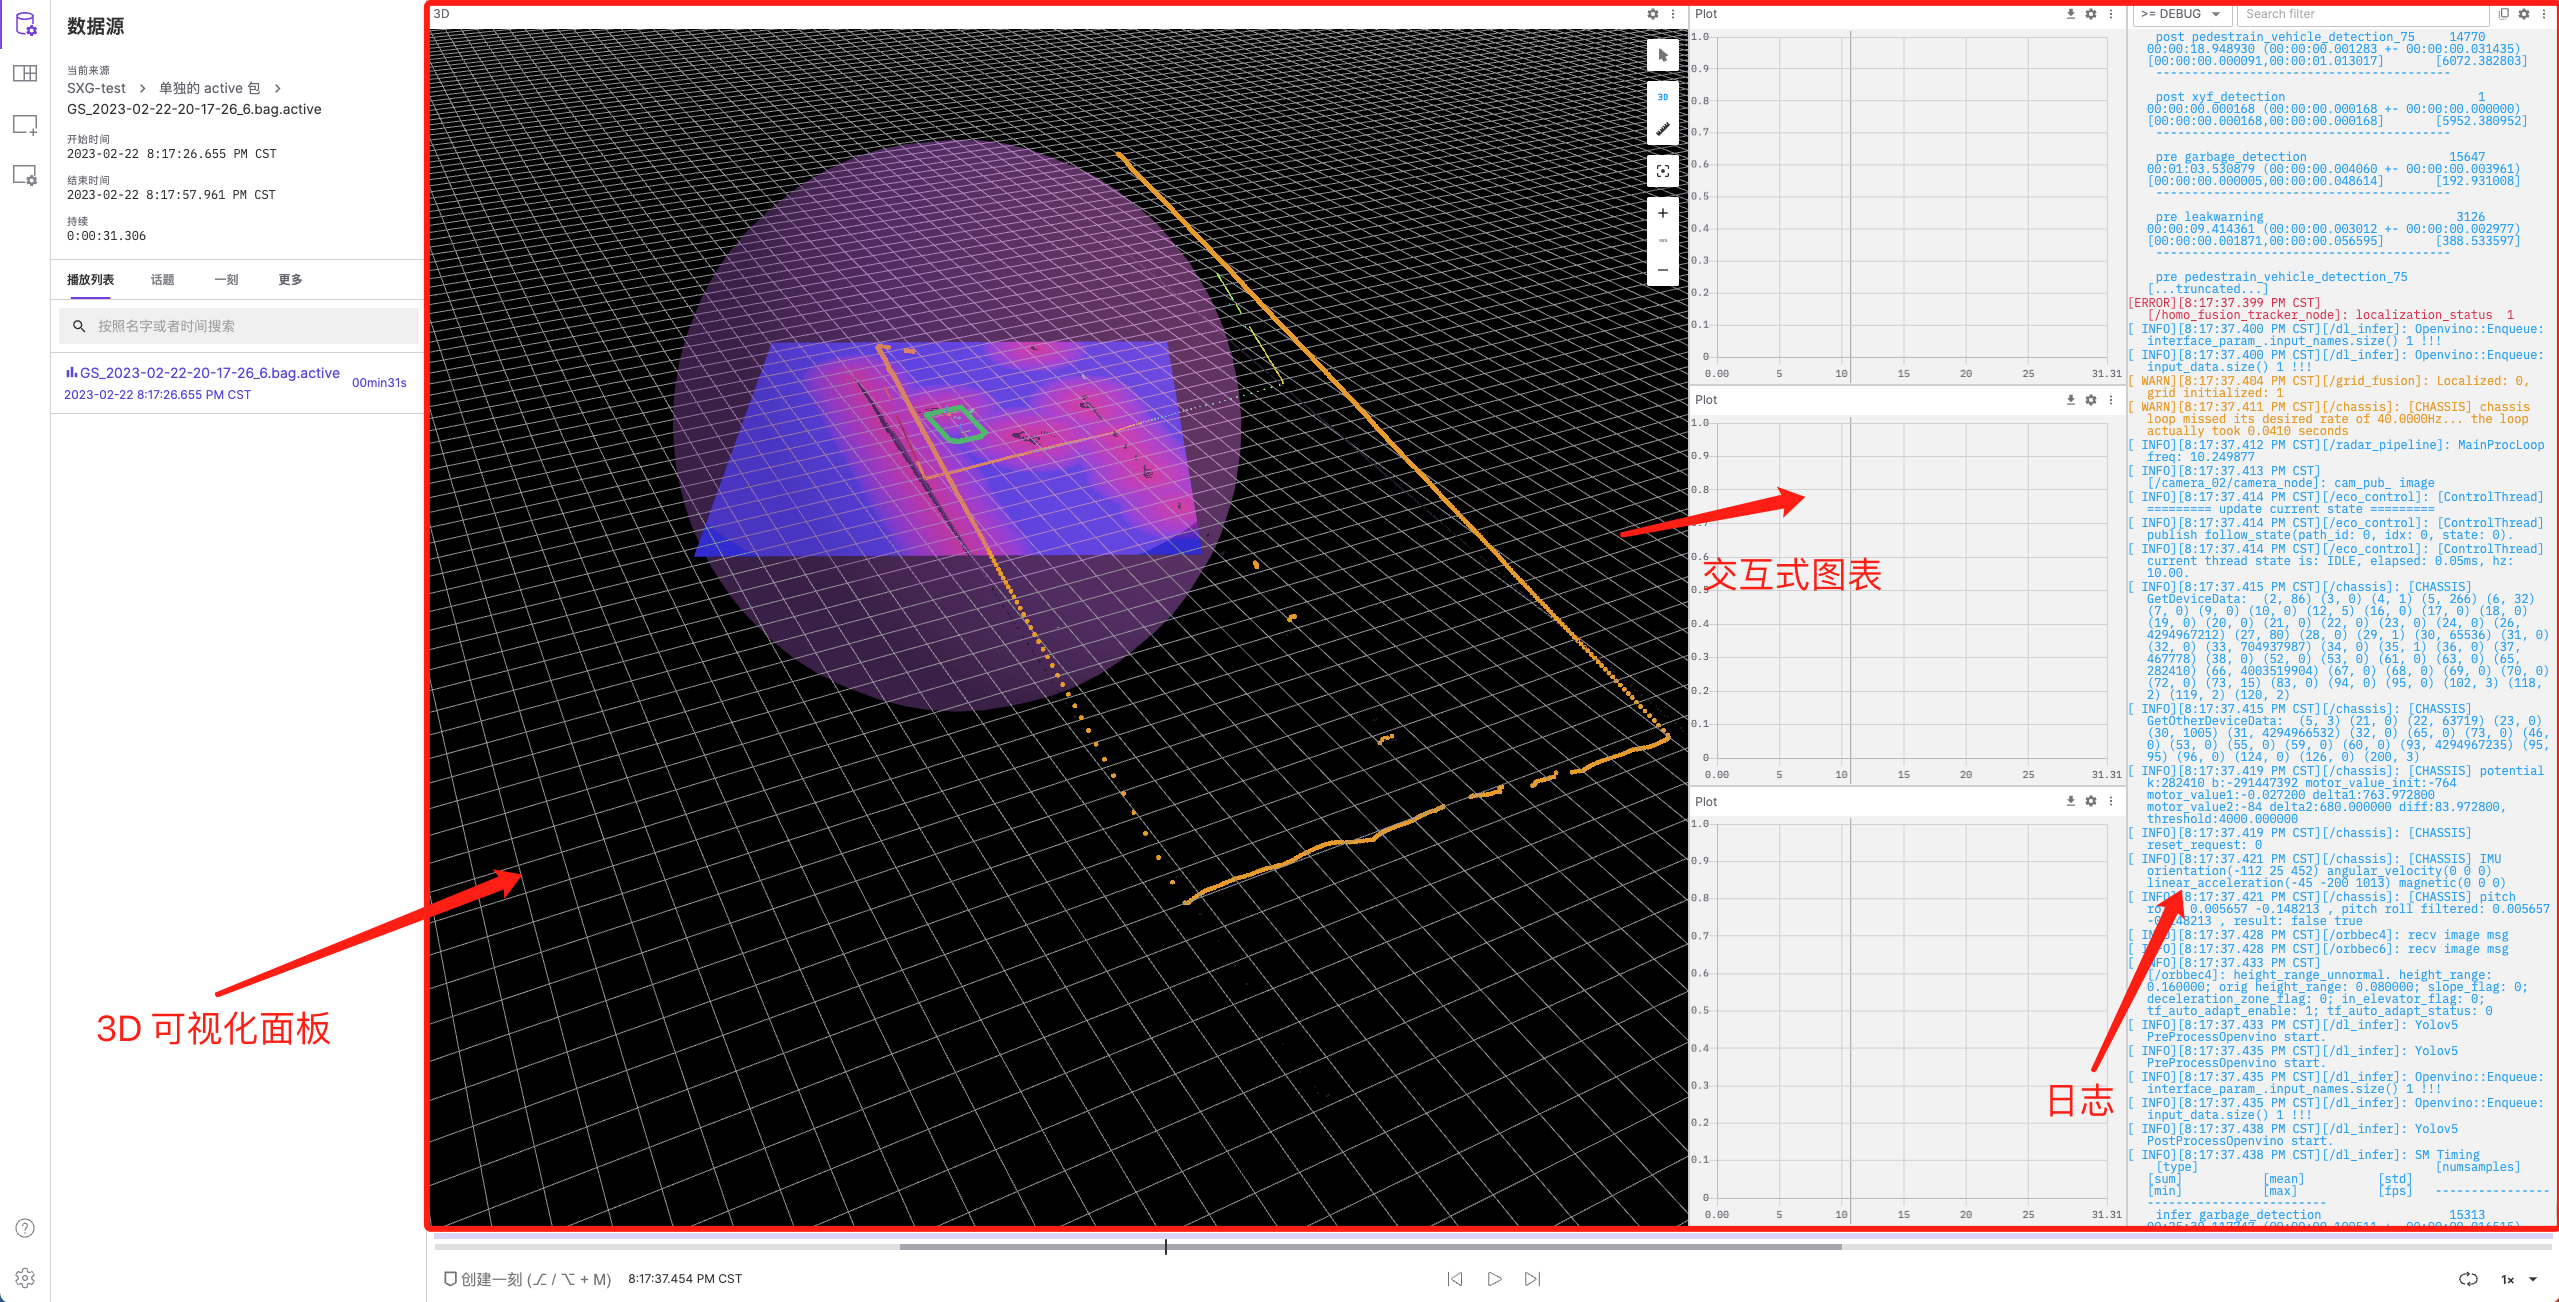 数据源
当前来源
SXG-test > 单独的 active 包 >
GS_2023-02-22-20-17-26_6.bag.active
开始时间
2023-02-22 8:17:26.655 PM CST
结束时间
2023-02-22 8:17:57.961 PM CST
持续
0:00:31.306
播放列表 话题 一刻 更多
按照名字或者时间搜索
GS_2023-02-22-20-17-26_6.bag.active
2023-02-22 8:17:26.655 PM CST
00min31s
3D 可视化面板
3D
3D
Plot
1.0
0.9
0.8
0.7
0.6
0.5
0.4
0.3
0.2
0.1
0
0.00 5 10 15 20 25 31.31
Plot
1.0
0.9
0.8
0.6
0.5
0.4
0.3
0.2
0.1
0
0.00 5 10 15 20 25 31.31
交互式图表
Plot
1.0
0.9
0.8
0.7
0.6
0.5
0.4
0.3
0.2
0.1
0
0.00 5 10 15 20 25 31.31
>= DEBUG Search filter
post pedestrain_vehicle_detection_75 14770
00:00:18.948930 (00:00:00.001283 +- 00:00:00.031435)
[00:00:00.000091,00:00:01.013017] [6072.382803]
post xyf_detection 1
00:00:00.000168 (00:00:00.000168 +- 00:00:00.000000)
[00:00:00.000168,00:00:00.000168] [5952.380952]
pre garbage_detection 15647
00:01:03.530879 (00:00:00.004060 +- 00:00:00.003961)
[00:00:00.000005,00:00:00.048614] [192.931008]
pre leakwarning 3126
00:00:09.414361 (00:00:00.003012 +- 00:00:00.002977)
[00:00:00.001871,00:00:00.056595] [388.533597]
pre pedestrain_vehicle_detection_75
[...truncated...]
[ERROR][8:17:37.399 PM CST]
[/homo_fusion_tracker_node]: localization_status 1
[ INFO][8:17:37.400 PM CST][/dl_infer]: Openvino::Enqueue:
interface_param_.input_names.size() 1 !!!
[ INFO][8:17:37.400 PM CST][/dl_infer]: Openvino::Enqueue:
input_data.size() 1 !!!
[ WARN][8:17:37.404 PM CST][/grid_fusion]: Localized: 0,
grid initialized: 1
[ WARN][8:17:37.411 PM CST][/chassis]: [CHASSIS] chassis
loop missed its desired rate of 40.0000Hz... the loop
actually took 0.0410 seconds
[ INFO][8:17:37.412 PM CST][/radar_pipeline]: MainProcLoop
freq: 10.249877
[ INFO][8:17:37.413 PM CST]
[/camera_02/camera_node]: cam_pub_ image
[ INFO][8:17:37.414 PM CST][/eco_control]: [ControlThread]
========= update current state =========
[ INFO][8:17:37.414 PM CST][/eco_control]: [ControlThread]
publish follow_state(path_id: 0, idx: 0, state: 0).
[ INFO][8:17:37.414 PM CST][/eco_control]: [ControlThread]
current thread state is: IDLE, elapsed: 0.05ms, hz:
10.00.
[ INFO][8:17:37.415 PM CST][/chassis]: [CHASSIS]
GetDeviceData: (2, 86) (3, 0) (4, 1) (5, 266) (6, 32)
(7, 0) (9, 0) (10, 0) (12, 5) (16, 0) (17, 0) (18, 0)
(19, 0) (20, 0) (21, 0) (22, 0) (23, 0) (24, 0) (26,
4294967212) (27, 80) (28, 0) (29, 1) (30, 65536) (31, 0)
(32, 0) (33, 704937987) (34, 0) (35, 1) (36, 0) (37,
467778) (38, 0) (52, 0) (53, 0) (61, 0) (63, 0) (65,
282410) (66, 4003519904) (67, 0) (68, 0) (69, 0) (70, 0)
(72, 0) (73, 15) (83, 0) (94, 0) (95, 0) (102, 3) (118,
2) (119, 2) (120, 2)
[ INFO][8:17:37.415 PM CST][/chassis]: [CHASSIS]
GetOtherDeviceData: (5, 3) (21, 0) (22, 63719) (23, 0)
(30, 1005) (31, 4294966532) (32, 0) (65, 0) (73, 0) (46,
0) (53, 0) (55, 0) (59, 0) (60, 0) (93, 4294967235) (95,
95) (96, 0) (124, 0) (126, 0) (200, 3)
[ INFO][8:17:37.419 PM CST][/chassis]: [CHASSIS] potential
k:282410 b:-291447392 motor_value_init:-764
motor_value1:-0.027200 delta1:763.972800
motor_value2:-84 delta2:680.000000 diff:83.972800,
threshold:4000.000000
[ INFO][8:17:37.419 PM CST][/chassis]: [CHASSIS]
reset_request: 0
[ INFO][8:17:37.421 PM CST][/chassis]: [CHASSIS] IMU
orientation(-112 25 452) angular_velocity(0 0 0)
linear_acceleration(-45 -200 1013) magnetic(0 0 0)
[ INFO][8:17:37.421 PM CST][/chassis]: [CHASSIS] pitch
0.005657 -0.148213 , pitch roll filtered: 0.005657
, result: false true
[ INFO][8:17:37.428 PM CST][/orbbec4]: recv image msg
[ INFO][8:17:37.428 PM CST][/orbbec6]: recv image msg
[ INFO][8:17:37.433 PM CST]
[/orbbec4]: height_range_unnormal. height_range:
0.160000; orig height_range: 0.080000; slope_flag: 0;
deceleration_zone_flag: 0; in_elevator_flag: 0;
tf_auto_adapt_enable: 1; tf_auto_adapt_status: 0
[ INFO][8:17:37.433 PM CST][/dl_infer]: Yolov5
PreProcessOpenvino start.
[ INFO][8:17:37.435 PM CST][/dl_infer]: Yolov5
PreProcessOpenvino start.
[ INFO][8:17:37.435 PM CST][/dl_infer]: Openvino::Enqueue:
interface_param_.input_names.size() 1 !!!
[ INFO][8:17:37.435 PM CST][/dl_infer]: Openvino::Enqueue:
input_data.size() 1 !!!
[ INFO][8:17:37.438 PM CST][/dl_infer]: Yolov5
PostProcessOpenvino start.
[ INFO][8:17:37.438 PM CST][/dl_infer]: SM Timing
[type] [numsamples]
[sum] [mean] [std]
[min] [max] [fps]
infer garbage_detection 15313
日志
创建一刻 (⌥ / ⌥ + M) 8:17:37.454 PM CST
1×